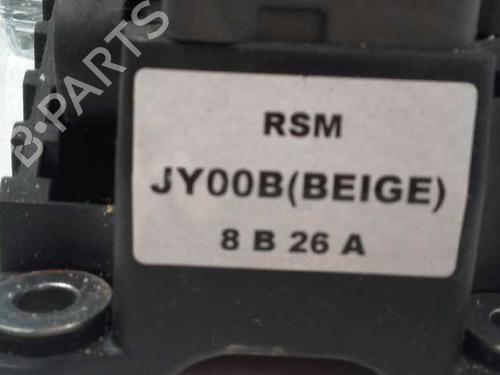 B-PARTS
RSM
JY00B(BEIGE)
8 B 26 A